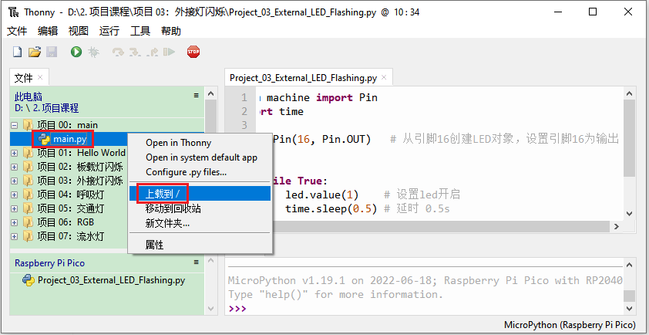 Thonny - D:\2.项目课程\项目 03：外接灯闪烁\Project_03_External_LED_Flashing.py @ 10 : 34
文件 编辑 视图 运行 工具 帮助
STOP
文件
此电脑
D: \ 2.项目课程
项目 00：main
main.py
项目 01：Hello World
项目 02：板载灯闪烁
项目 03：外接灯闪烁
项目 04：呼吸灯
项目 05：交通灯
项目 06：RGB
项目 07：流水灯
Open in Thonny
Open in system default app
Configure .py files...
上载到 /
移动到回收站
新文件夹...
属性
Raspberry Pi Pico
Project_03_External_LED_Flashing.py
Project_03_External_LED_Flashing.py
1 machine import Pin
2 rt time
3
Pin(16, Pin.OUT) # 从引脚16创建LED对象，设置引脚16为输出
ile True:
led.value(1) # 设置led开启
time.sleep(0.5) # 延时 0.5s
MicroPython v1.19.1 on 2022-06-18; Raspberry Pi Pico with RP2040
Type "help()" for more information.
>>>
MicroPython (Raspberry Pi Pico)